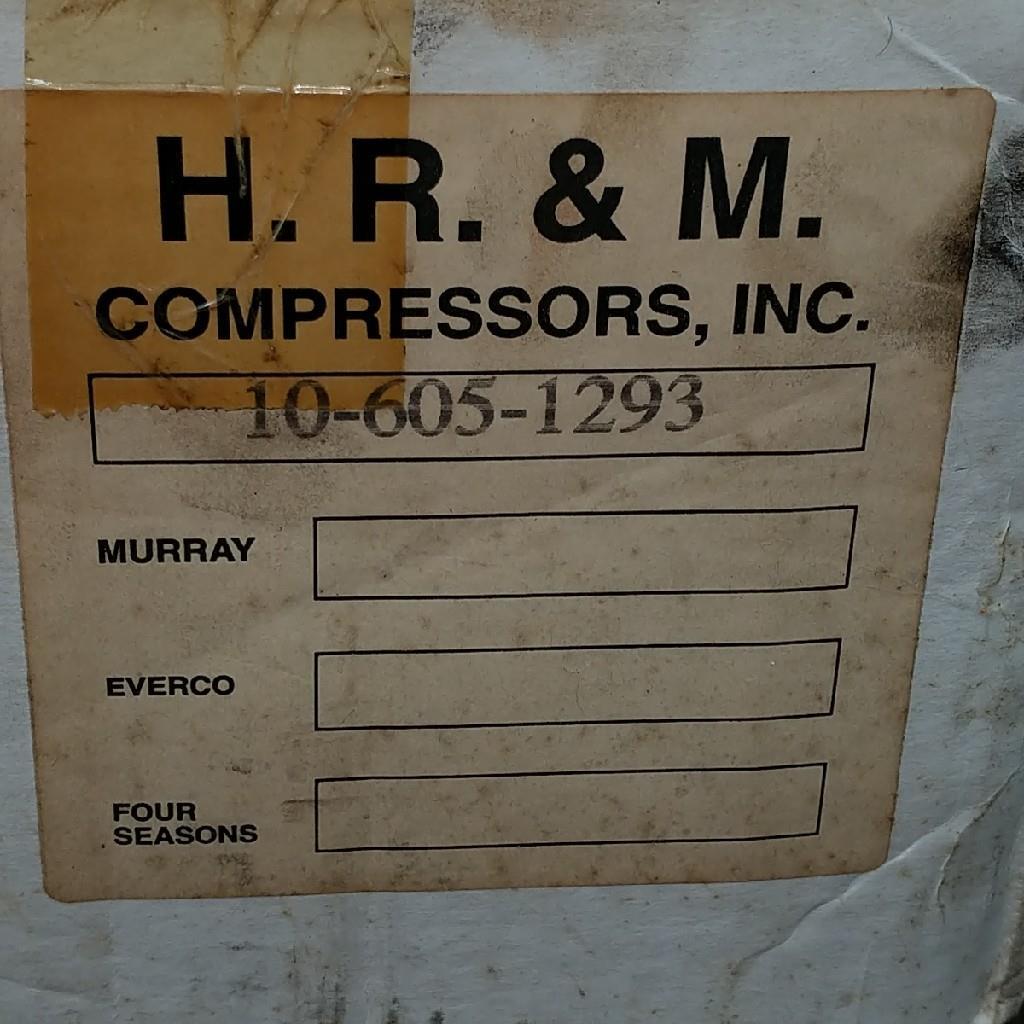 H. R. & M.
COMPRESSORS, INC.
10-605-1293
MURRAY
EVERCO
FOUR
SEASONS